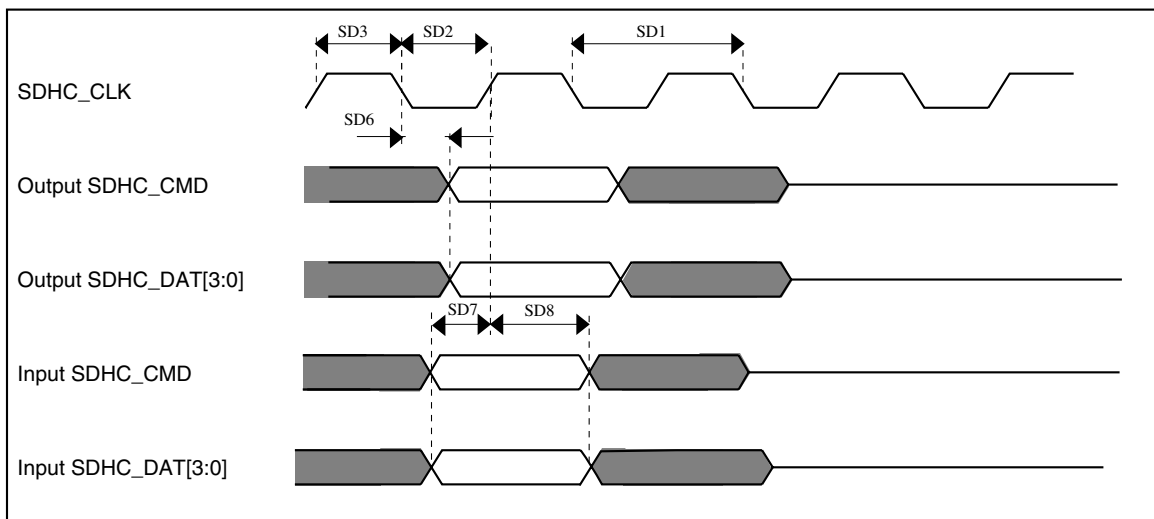 SD3 SD2 SD1
SDHC_CLK
SD6
Output SDHC_CMD
Output SDHC_DAT[3:0]
SD7 SD8
Input SDHC_CMD
Input SDHC_DAT[3:0]